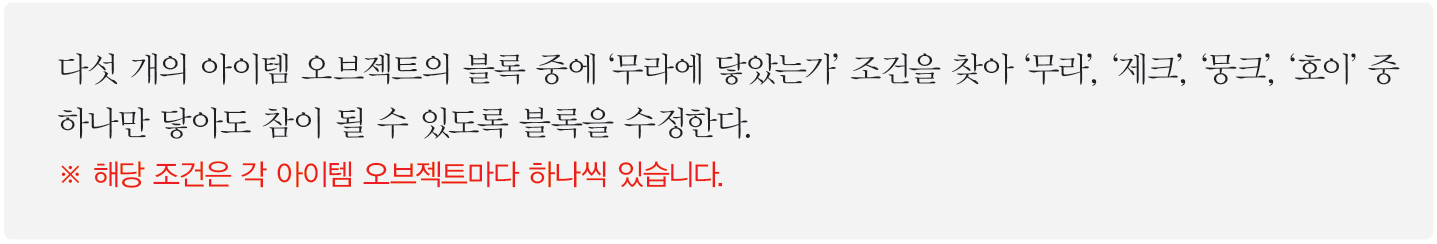 다섯 개의 아이템 오브젝트의 블록 중에 ‘무라에 닿았는가’ 조건을 찾아 ‘무라’, ‘제크’, ‘뭉크’, ‘호이’ 중
하나만 닿아도 참이 될 수 있도록 블록을 수정한다.
※ 해당 조건은 각 아이템 오브젝트마다 하나씩 있습니다.